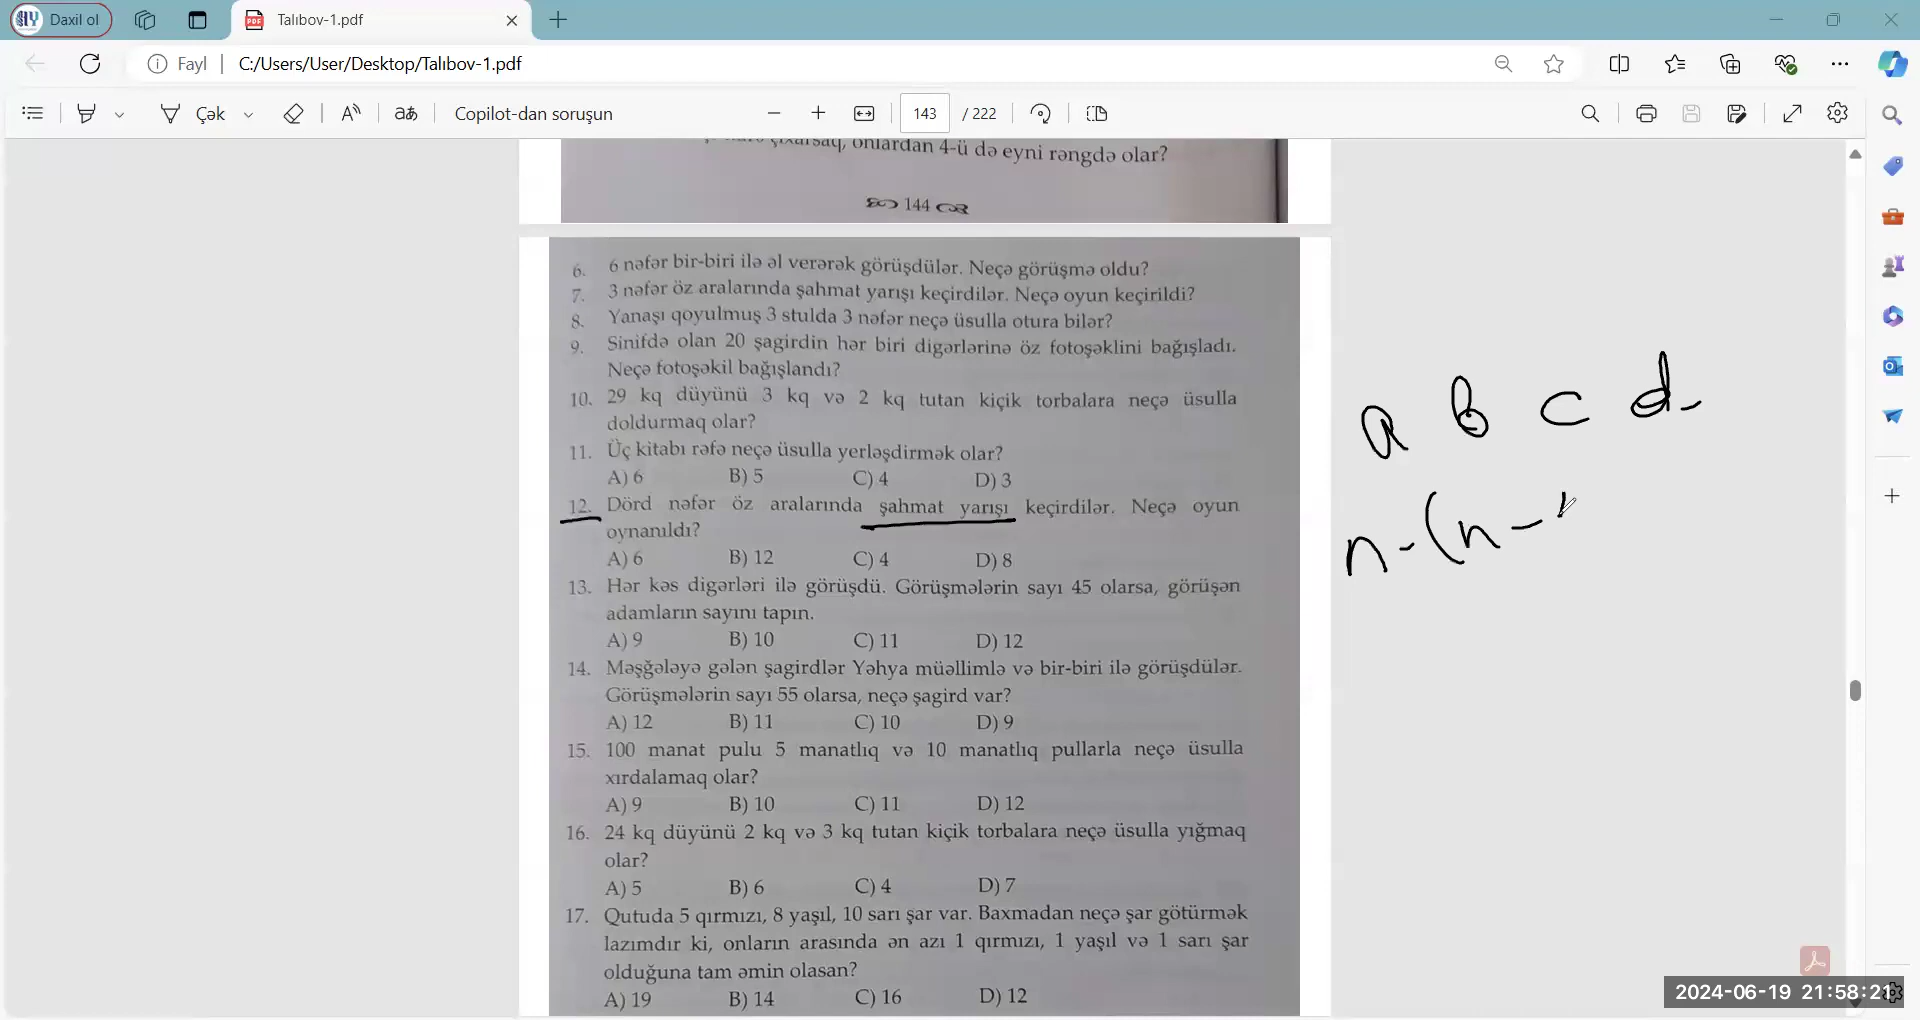 Daxil ol
Talıbov-1.pdf
Fayl
C:/Users/User/Desktop/Talıbov-1.pdf
Çək
Copilot-dan soruşun
143 / 222
onlardan 4-ü də eyni rəngdə olar?
144
6. 6 nəfər bir-biri ilə əl verərək görüşdülər. Neçə görüşmə oldu?
7. 3 nəfər öz aralarında şahmat yarışı keçirdilər. Neçə oyun keçirildi?
8. Yanaşı qoyulmuş 3 stulda 3 nəfər neçə üsulla otura bilər?
9. Sinifdə olan 20 şagirdin hər biri digərlərinə öz fotoşəklini bağışladı.
Neçə fotoşəkil bağışlandı?
10. 29 kq düyünü 3 kq və 2 kq tutan kiçik torbalara neçə üsulla
doldurmaq olar?
11. Üç kitabı rəfə neçə üsulla yerləşdirmək olar?
A) 6 B) 5 C) 4 D) 3
12. Dörd nəfər öz aralarında şahmat yarışı keçirdilər. Neçə oyun
oynanıldı?
A) 6 B) 12 C) 4 D) 8
13. Hər kəs digərləri ilə görüşdü. Görüşmələrin sayı 45 olarsa, görüşən
adamların sayını tapın.
A) 9 B) 10 C) 11 D) 12
14. Məşğələyə gələn şagirdlər Yəhya müəllimlə və bir-biri ilə görüşdülər.
Görüşmələrin sayı 55 olarsa, neçə şagird var?
A) 12 B) 11 C) 10 D) 9
15. 100 manat pulu 5 manatlıq və 10 manatlıq pullarla neçə üsulla
xırdalamaq olar?
A) 9 B) 10 C) 11 D) 12
16. 24 kq düyünü 2 kq və 3 kq tutan kiçik torbalara neçə üsulla yığmaq
olar?
A) 5 B) 6 C) 4 D) 7
17. Qutuda 5 qırmızı, 8 yaşıl, 10 sarı şar var. Baxmadan neçə şar götürmək
lazımdır ki, onların arasında ən azı 1 qırmızı, 1 yaşıl və 1 sarı şar
olduğuna tam əmin olasan?
A) 19 B) 14 C) 16 D) 12
a b c d
n - (n -
2024-06-19 21:58:21